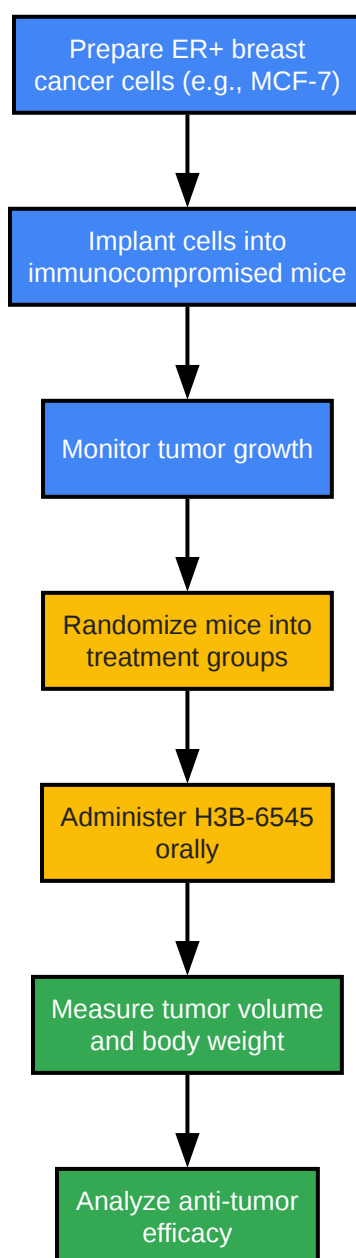 Prepare ER+ breast
cancer cells (e.g., MCF-7)
Implant cells into
immunocompromised mice
Monitor tumor growth
Randomize mice into
treatment groups
Administer H3B-6545
orally
Measure tumor volume
and body weight
Analyze anti-tumor
efficacy